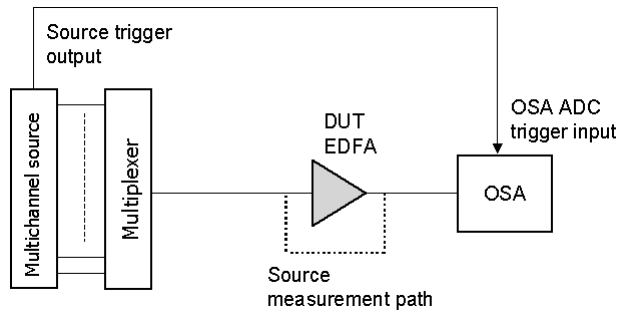 Source trigger
output
Multichannel source
Multiplexer
DUT
EDFA
OSA ADC
trigger input
OSA
Source
measurement path